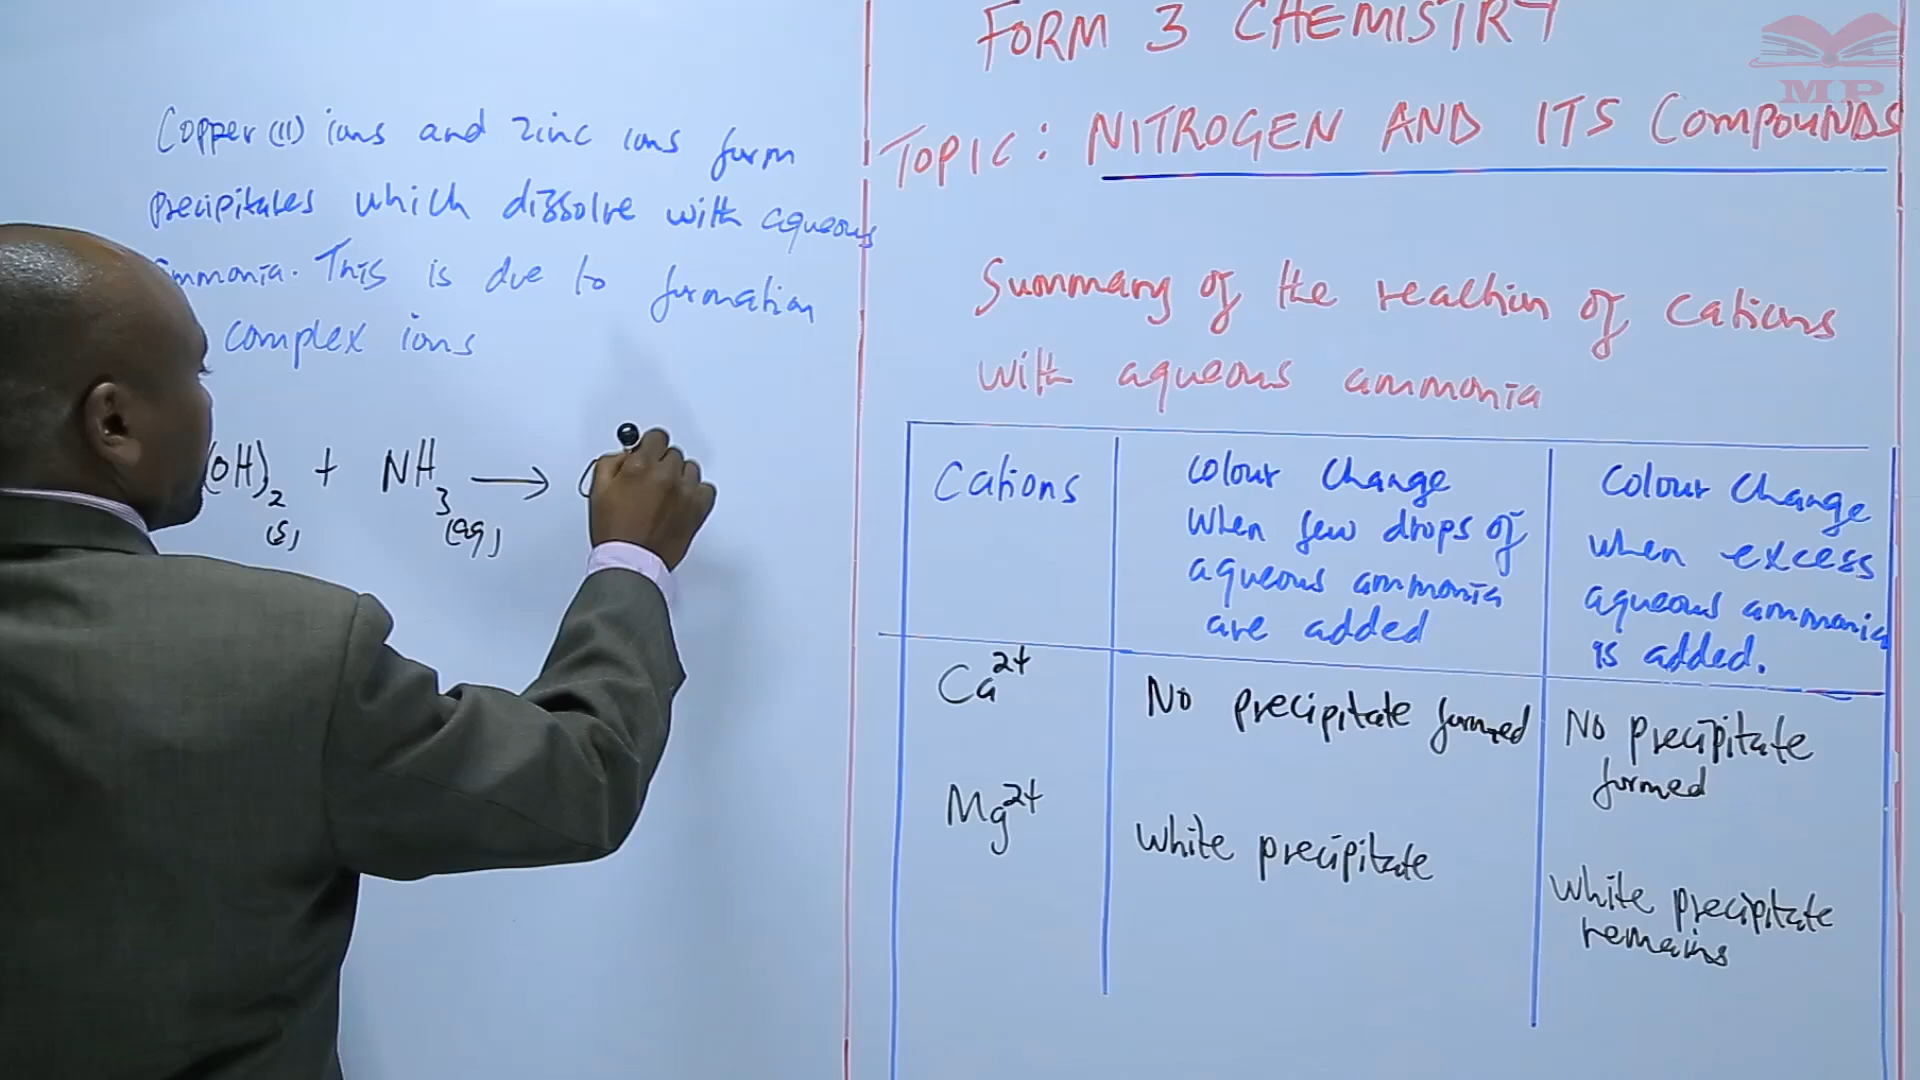 Copper (II) ions and zinc ions form
precipitates which dissolve with aqueous
ammonia. This is due to formation
complex ions
(OH)2(s) + NH3(aq) →
FORM 3 CHEMISTRY
TOPIC: NITROGEN AND ITS COMPOUNDS
Summary of the reaction of cations
with aqueous ammonia
Cations
Colour change
when few drops of
aqueous ammonia
are added
Colour change
when excess
aqueous ammonia
is added.
Ca2+
No precipitate formed
No precipitate
formed
Mg2+
White precipitate
White precipitate
remains
MP